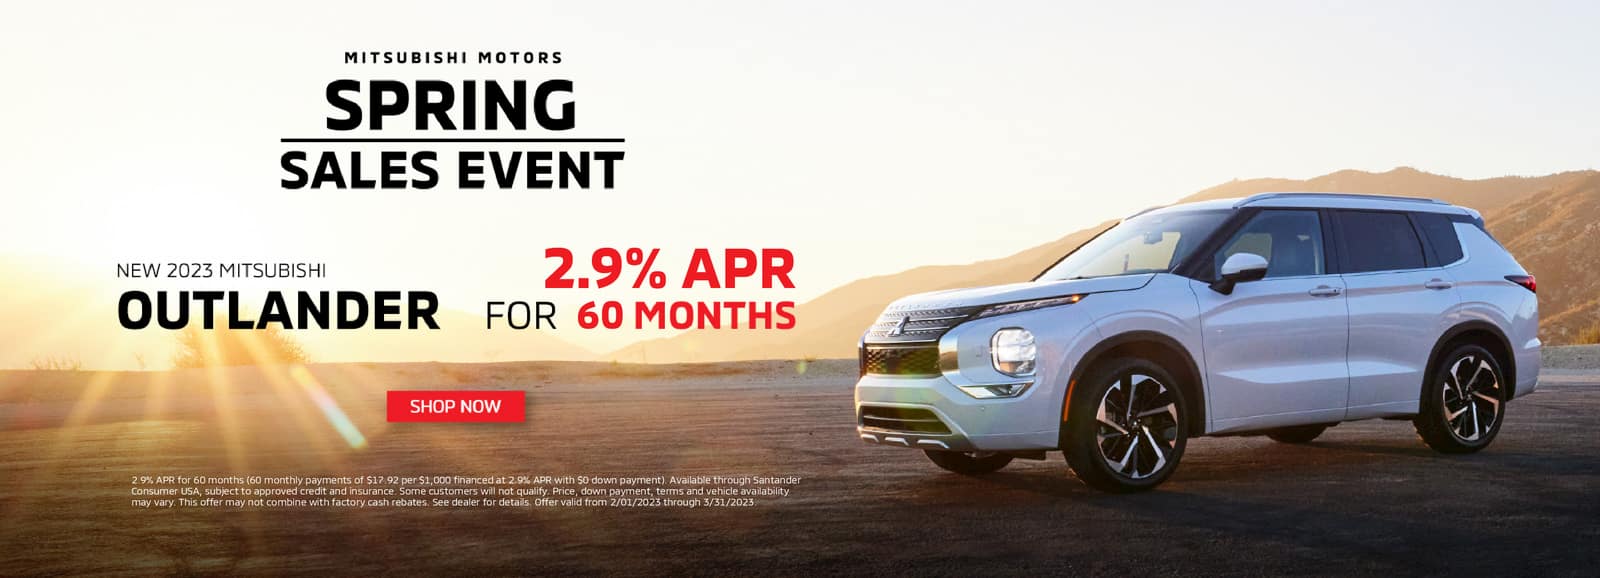 MITSUBISHI MOTORS
SPRING
SALES EVENT
NEW 2023 MITSUBISHI
OUTLANDER
2.9% APR
FOR 60 MONTHS
SHOP NOW
2.9% APR for 60 months (60 monthly payments of $17.92 per $1,000 financed at 2.9% APR with $0 down payment). Available through Santander
Consumer USA, subject to approved credit and insurance. Some customers will not qualify. Price, down payment, terms and vehicle availability
may vary. This offer may not combine with factory cash rebates. See dealer for details. Offer valid from 2/01/2023 through 3/31/2023.